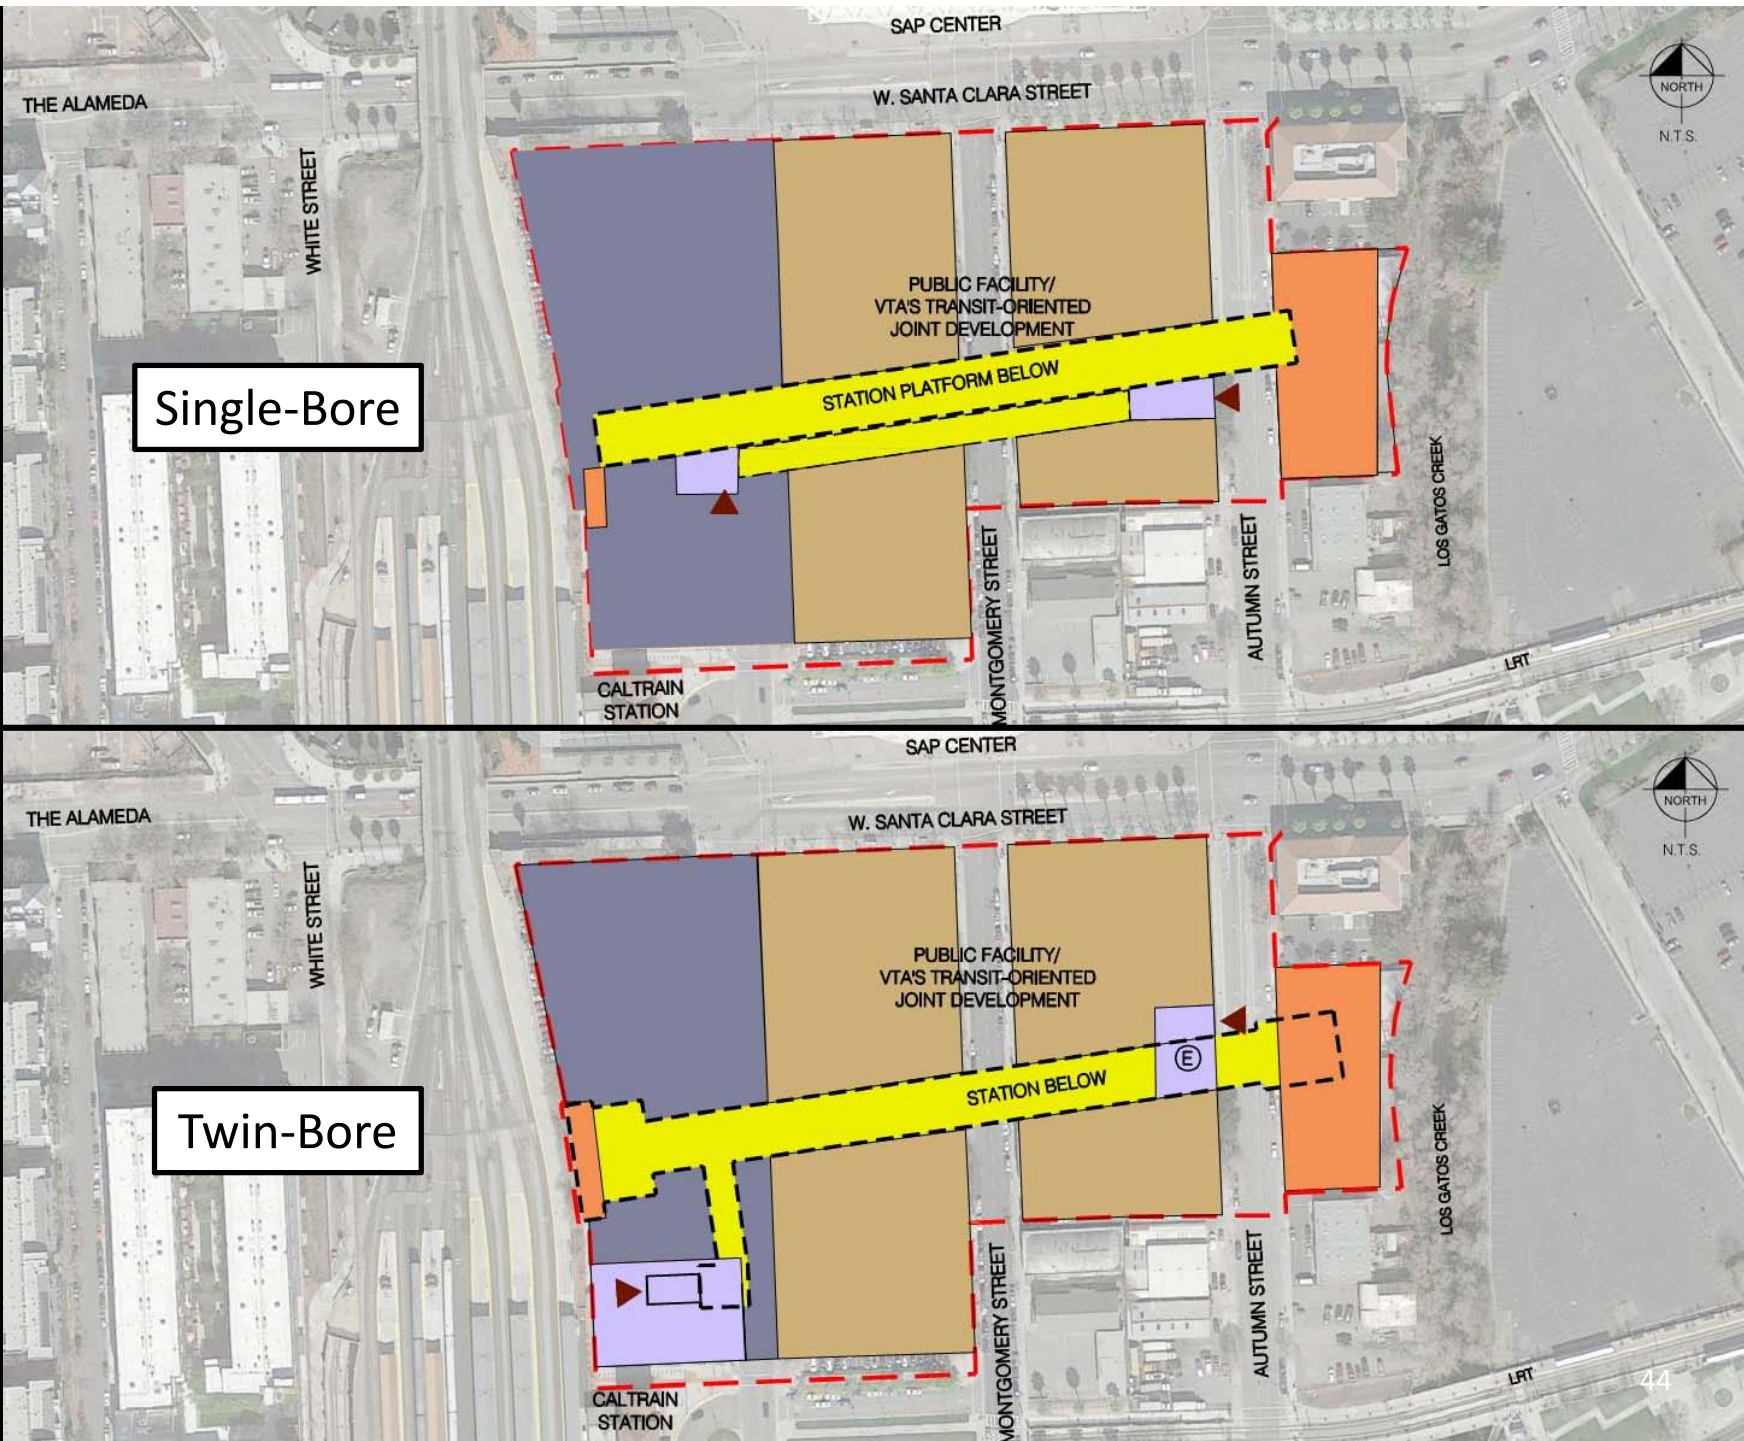 SAP CENTER
THE ALAMEDA
W. SANTA CLARA STREET
NORTH
N.T.S.
WHITE STREET
PUBLIC FACILITY/
VTA'S TRANSIT-ORIENTED
JOINT DEVELOPMENT
Single-Bore
STATION PLATFORM BELOW
LOS GATOS CREEK
MONTGOMERY STREET
AUTUMN STREET
LRT
CALTRAIN
STATION
SAP CENTER
THE ALAMEDA
W. SANTA CLARA STREET
NORTH
N.T.S.
WHITE STREET
PUBLIC FACILITY/
VTA'S TRANSIT-ORIENTED
JOINT DEVELOPMENT
E
STATION BELOW
Twin-Bore
LOS GATOS CREEK
MONTGOMERY STREET
AUTUMN STREET
LRT
44
CALTRAIN
STATION